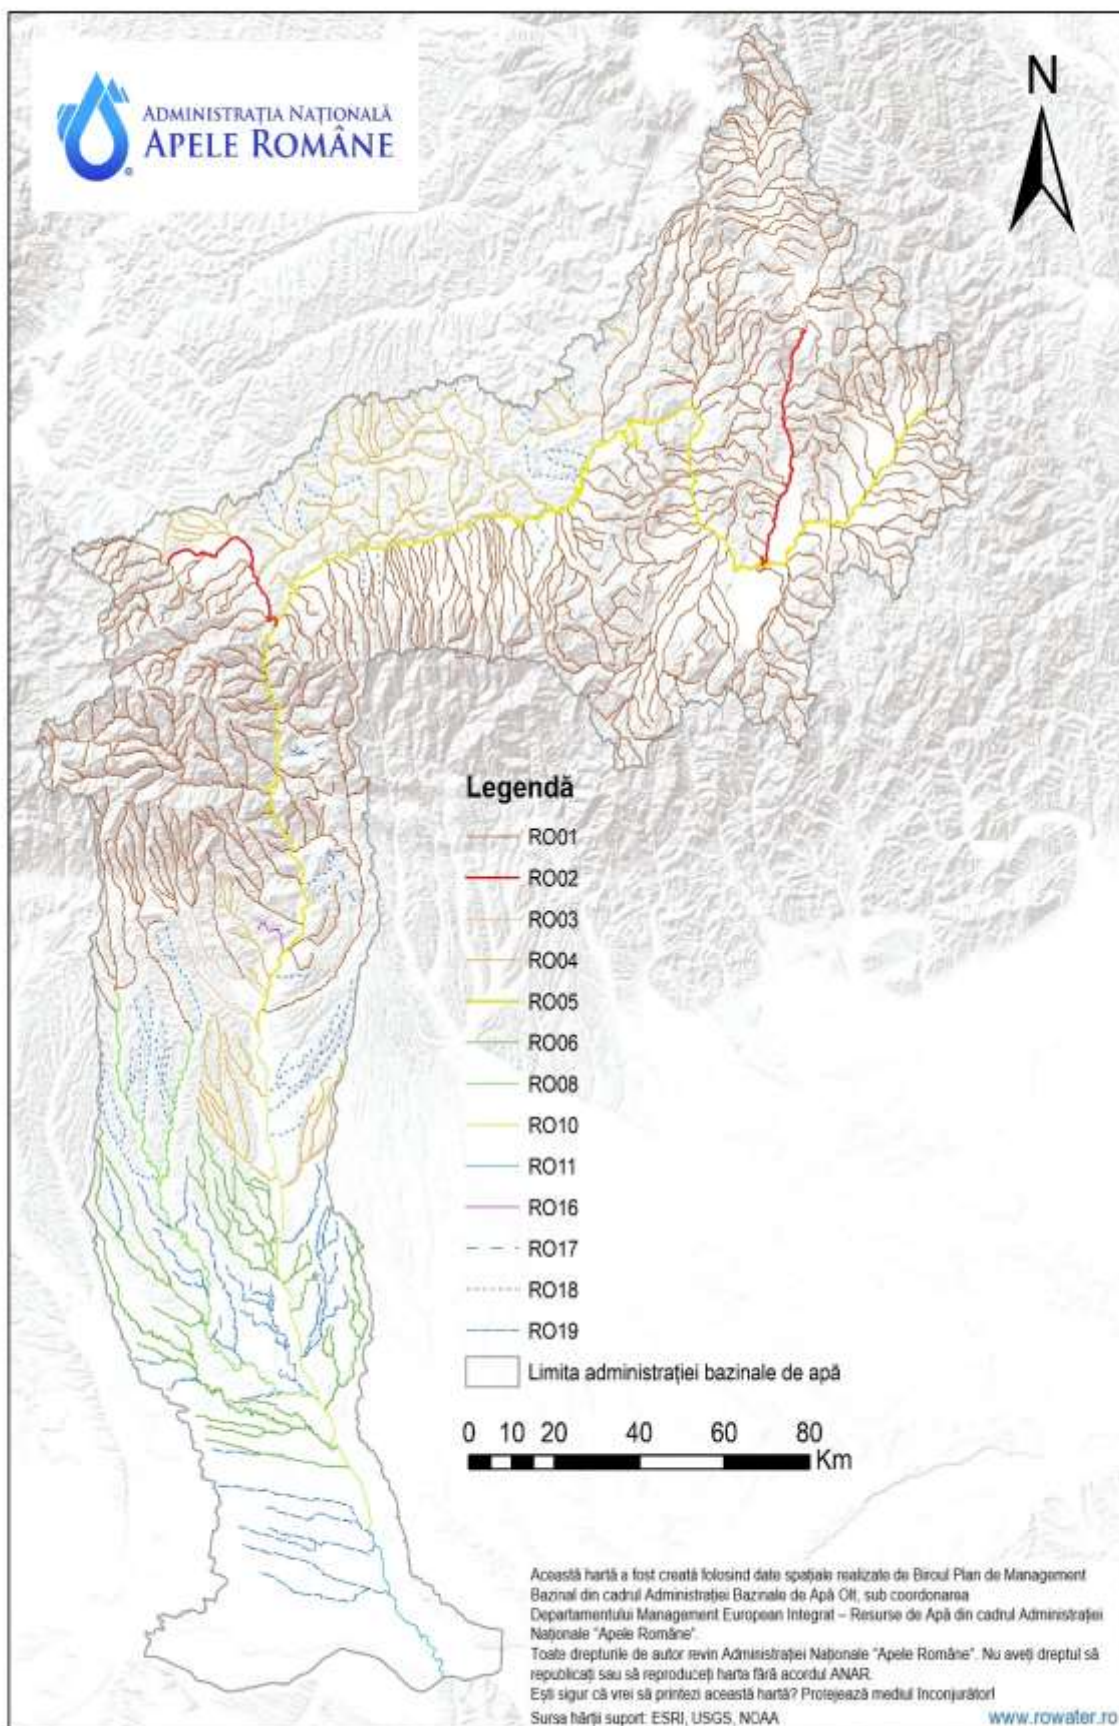 ADMINISTRAȚIA NAȚIONALĂ
APELE ROMÂNE
N
Legendă
RO01
RO02
RO03
RO04
RO05
RO06
RO08
RO10
RO11
RO16
RO17
RO18
RO19
Limita administrației bazinale de apă
0 10 20 40 60 80
Km
Această hartă a fost creată folosind date spațiale realizate de Biroul Plan de Management
Bazinal din cadrul Administrației Bazinale de Apă Olt, sub coordonarea
Departamentului Management European Integrat – Resurse de Apă din cadrul Administrației
Naționale "Apele Române".
Toate drepturile de autor revin Administrației Naționale "Apele Române". Nu aveți dreptul să
republicați sau să reproduceți harta fără acordul ANAR.
Ești sigur că vrei să printezi această hartă? Protejează mediul înconjurător!
Sursa hărții suport: ESRI, USGS, NOAA
www.rowater.ro